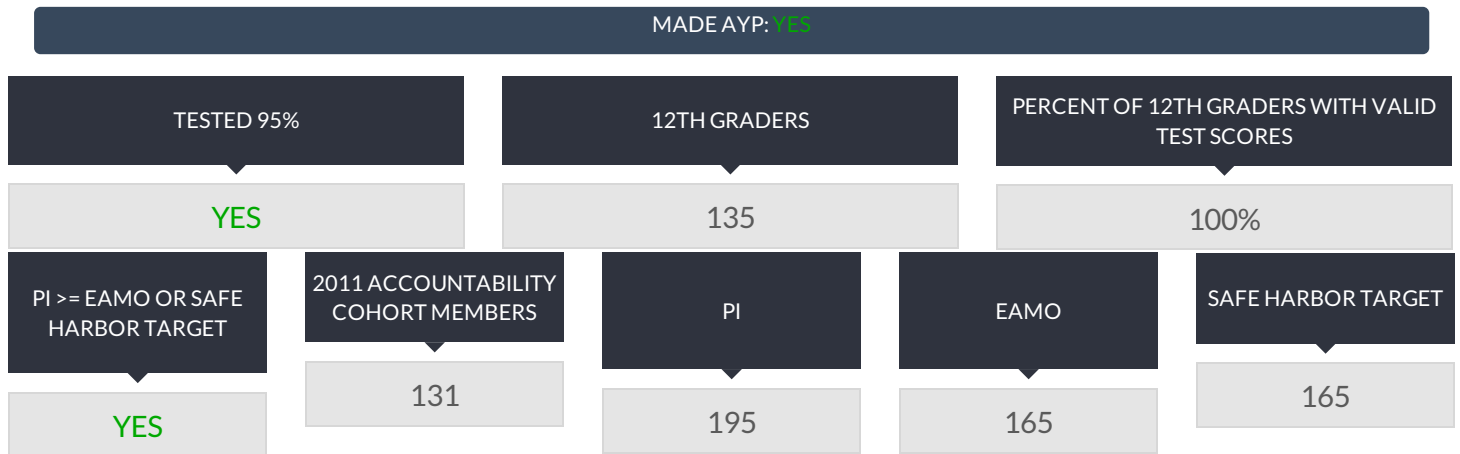 MADE AYP: YES
TESTED 95%
YES
12TH GRADERS
135
PERCENT OF 12TH GRADERS WITH VALID
TEST SCORES
100%
PI >= EAMO OR SAFE
HARBOR TARGET
YES
2011 ACCOUNTABILITY
COHORT MEMBERS
131
PI
195
EAMO
165
SAFE HARBOR TARGET
165